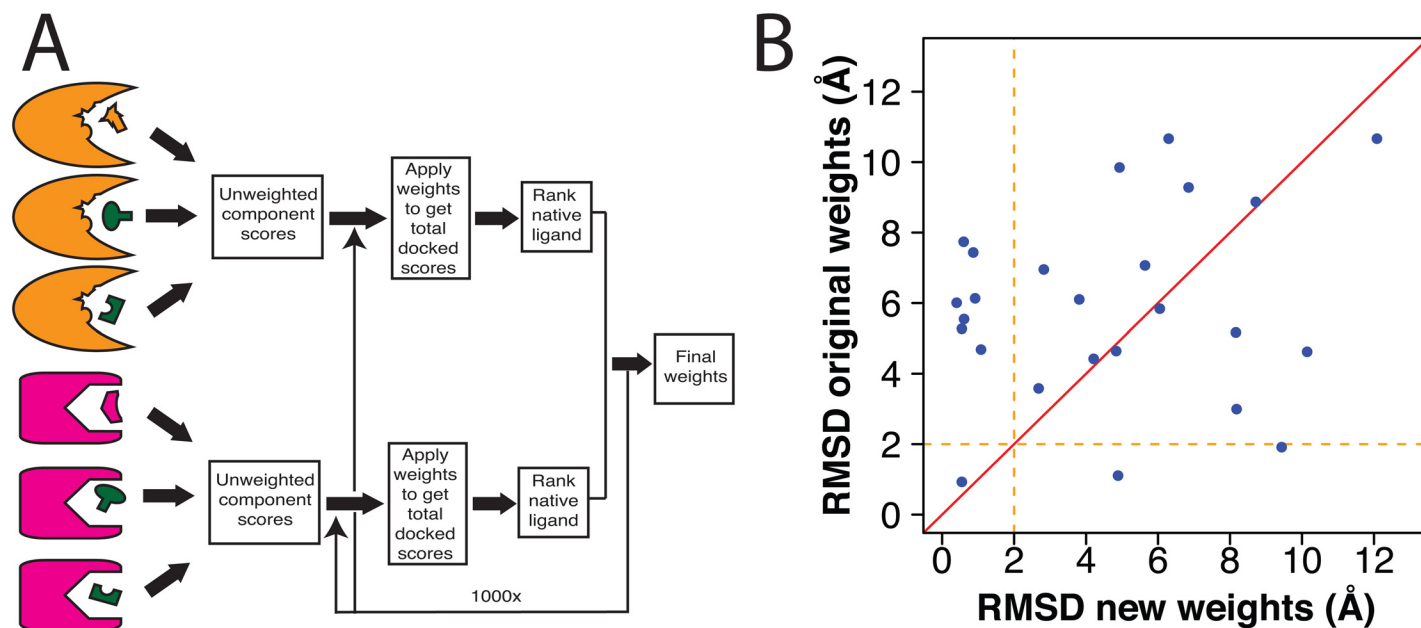 A
Unweighted
component
scores
Apply
weights
to get
total
docked
scores
Rank
native
ligand
Final
weights
Unweighted
component
scores
Apply
weights
to get
total
docked
scores
Rank
native
ligand
1000x
B
RMSD original weights (Å)
12
10
8
6
4
2
0
0 2 4 6 8 10 12
RMSD new weights (Å)